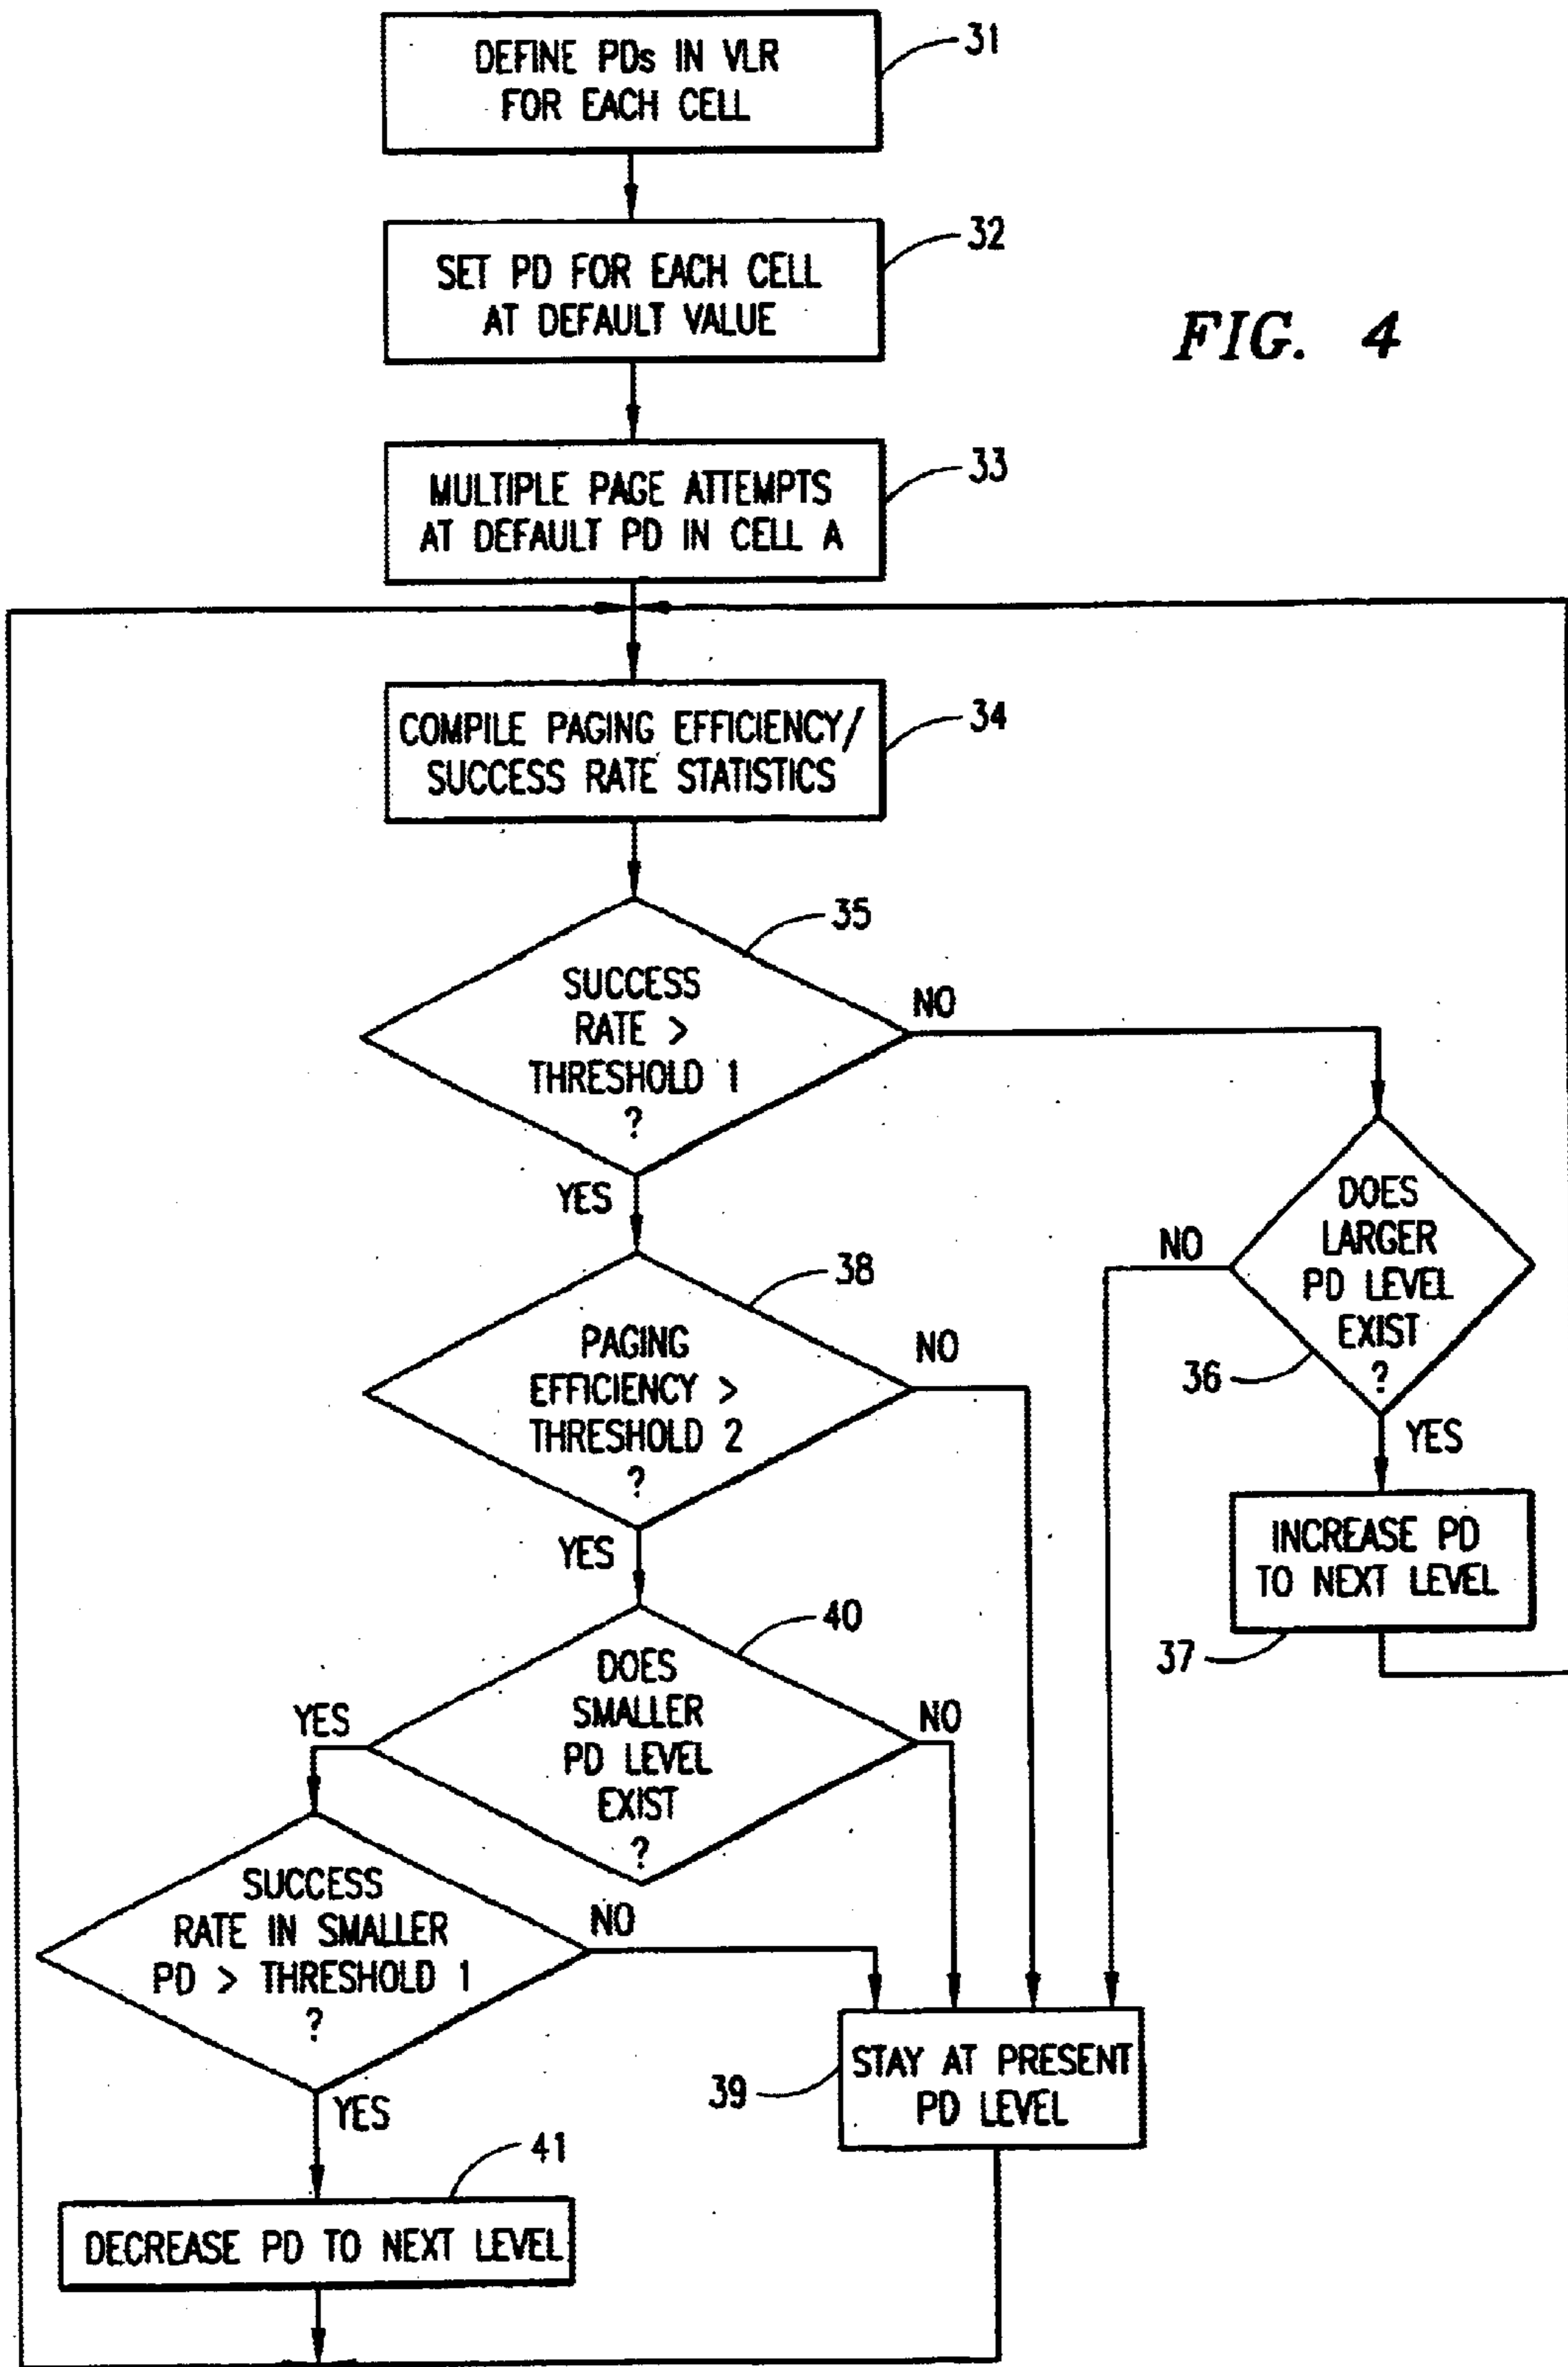 DEFINE PDs IN VLR
FOR EACH CELL
31
SET PD FOR EACH CELL
AT DEFAULT VALUE
32
FIG. 4
MULTIPLE PAGE ATTEMPTS
AT DEFAULT PD IN CELL A
33
COMPILE PAGING EFFICIENCY/
SUCCESS RATE STATISTICS
34
SUCCESS
RATE >
THRESHOLD 1
?
35
NO
YES
DOES
LARGER
PD LEVEL
EXIST
?
36
NO
YES
INCREASE PD
TO NEXT LEVEL
37
PAGING
EFFICIENCY >
THRESHOLD 2
?
38
NO
YES
DOES
SMALLER
PD LEVEL
EXIST
?
40
YES
NO
SUCCESS
RATE IN SMALLER
PD > THRESHOLD 1
?
NO
YES
STAY AT PRESENT
PD LEVEL
39
41
DECREASE PD TO NEXT LEVEL